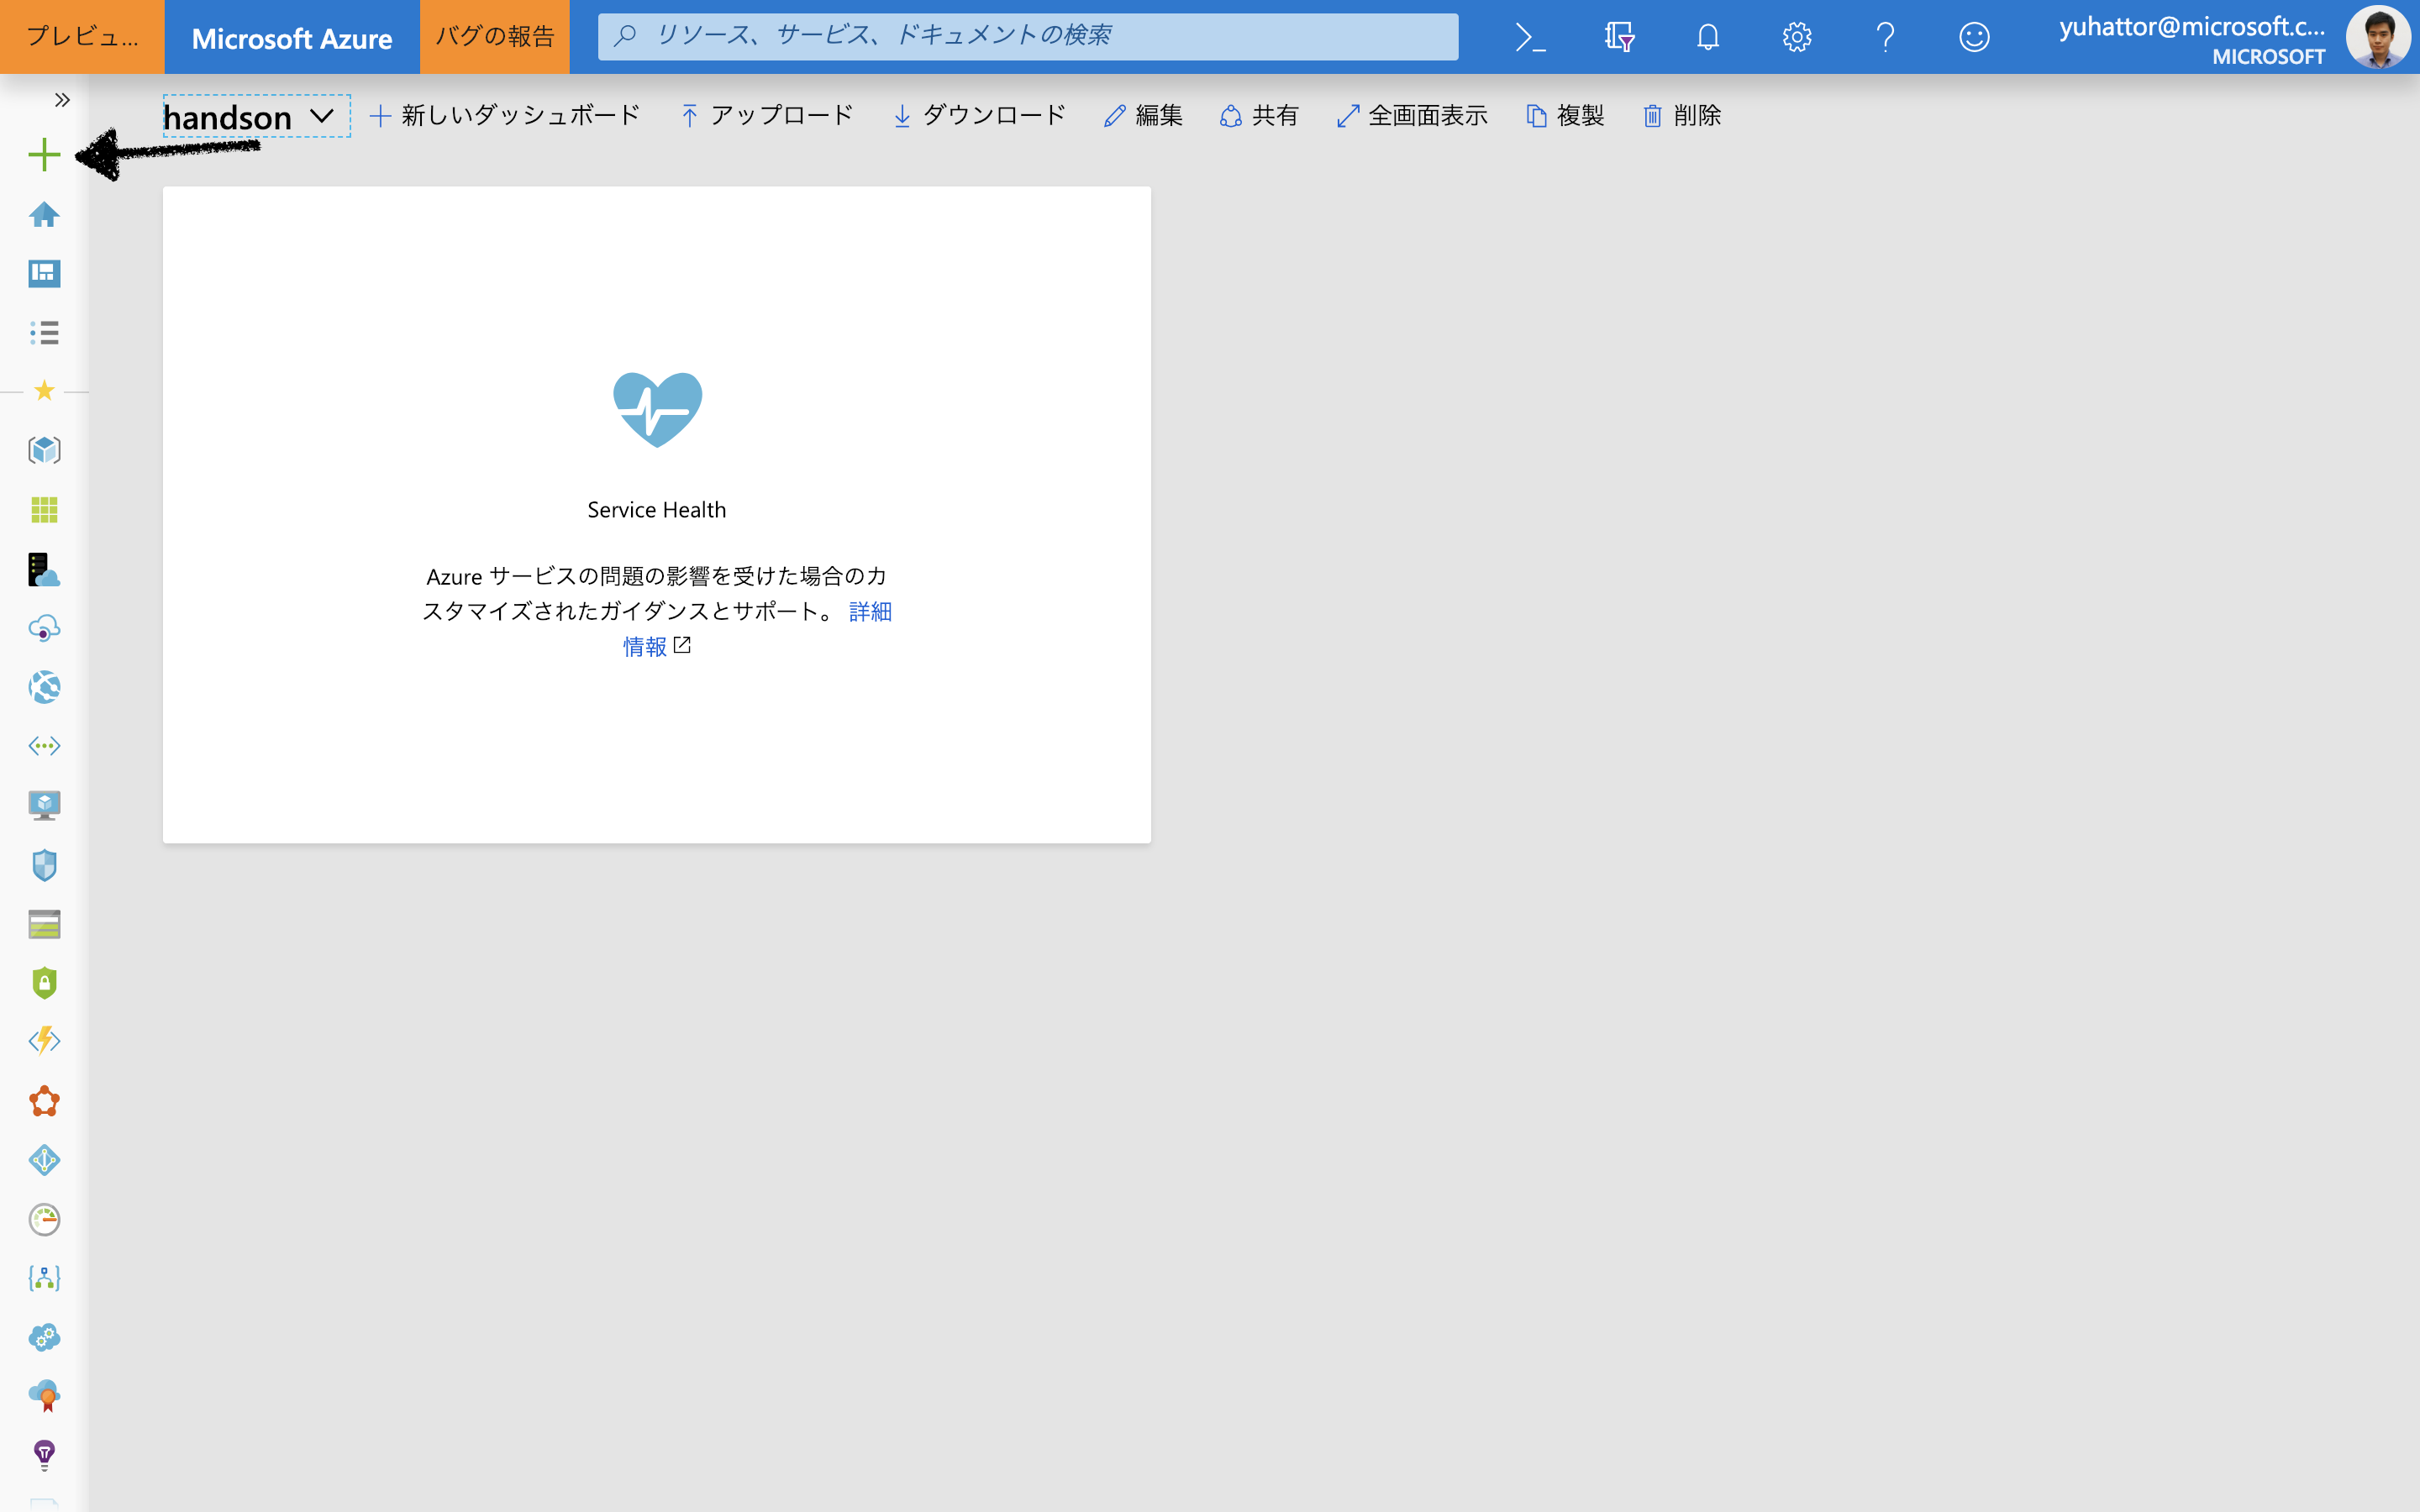 プレビュ...
Microsoft Azure
バグの報告
リソース、サービス、ドキュメントの検索
yuhattor@microsoft.c...
MICROSOFT
handson
新しいダッシュボード
アップロード
ダウンロード
編集
共有
全画面表示
複製
削除
Service Health
Azure サービスの問題の影響を受けた場合のカ
スタマイズされたガイダンスとサポート。 詳細
情報